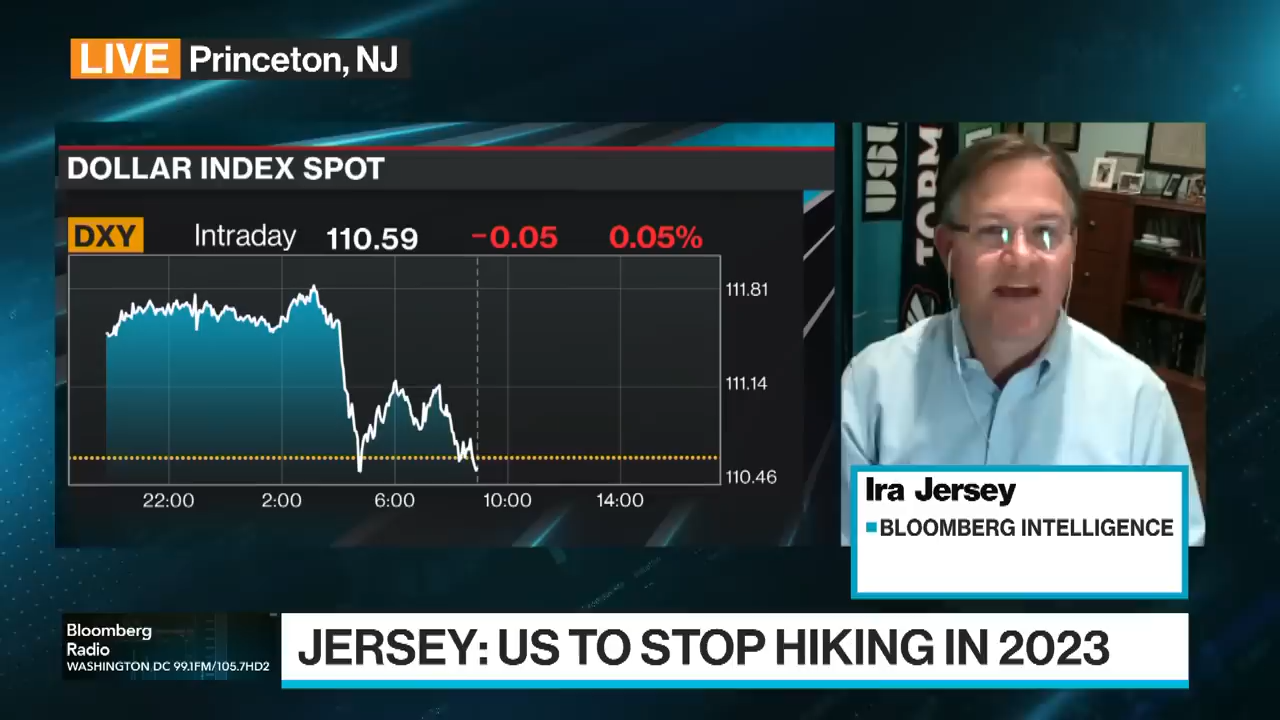 LIVE Princeton, NJ
DOLLAR INDEX SPOT
DXY Intraday 110.59 −0.05 0.05%
111.81
111.14
110.46
22:00 2:00 6:00 10:00 14:00
Ira Jersey
BLOOMBERG INTELLIGENCE
Bloomberg
Radio
WASHINGTON DC 99.1FM/105.7HD2
JERSEY: US TO STOP HIKING IN 2023